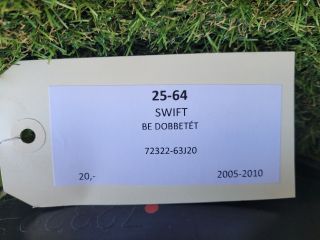 25-64
SWIFT
BE DOBBETÉT
72322-63J20
20,- 2005-2010